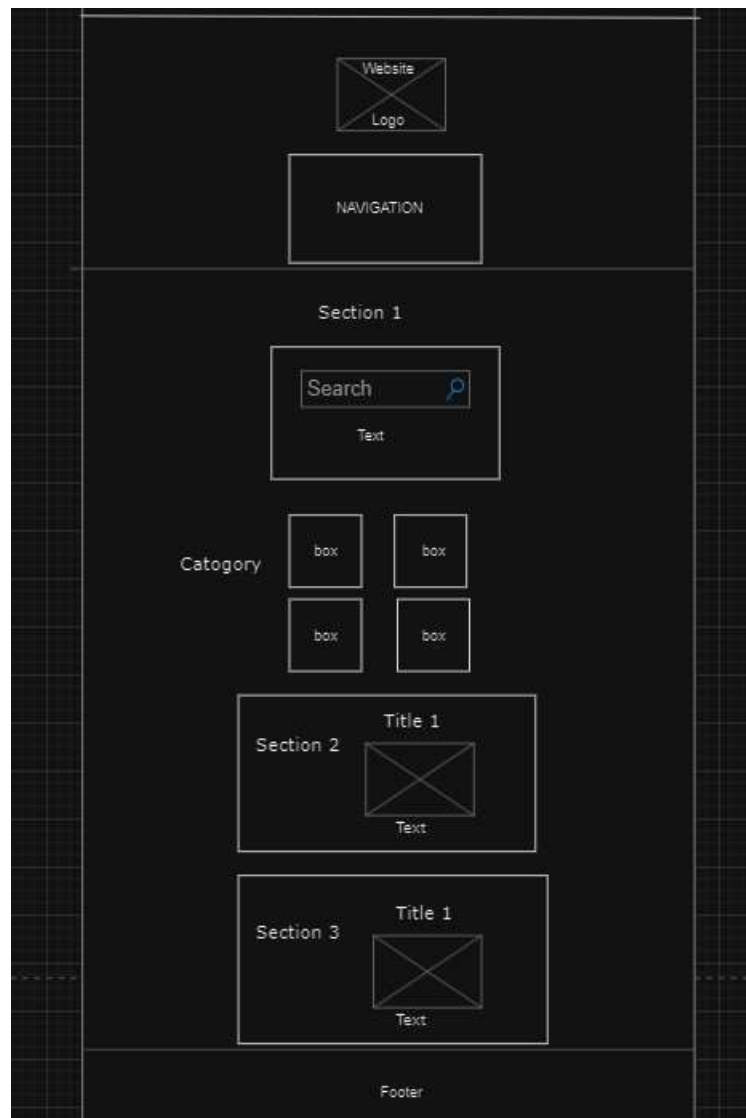 Website
Logo
NAVIGATION
Section 1
Search
Text
Catogory
box
box
box
box
Section 2
Title 1
Text
Section 3
Title 1
Text
Footer